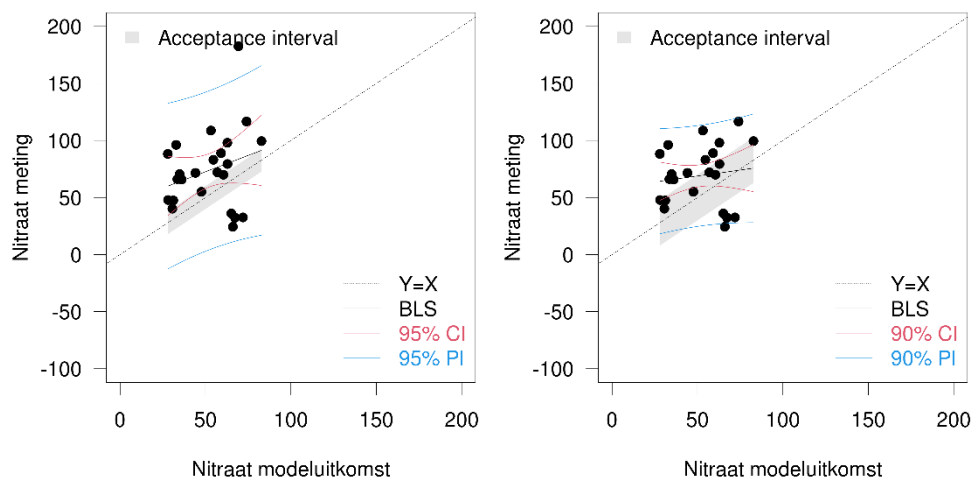 Acceptance interval
200
150
100
50
0
-50
-100
Nitraat meting
Y=X
BLS
95% CI
95% PI
0 50 100 150 200
Nitraat modeluitkomst
Acceptance interval
200
150
100
50
0
-50
-100
Nitraat meting
Y=X
BLS
90% CI
90% PI
0 50 100 150 200
Nitraat modeluitkomst